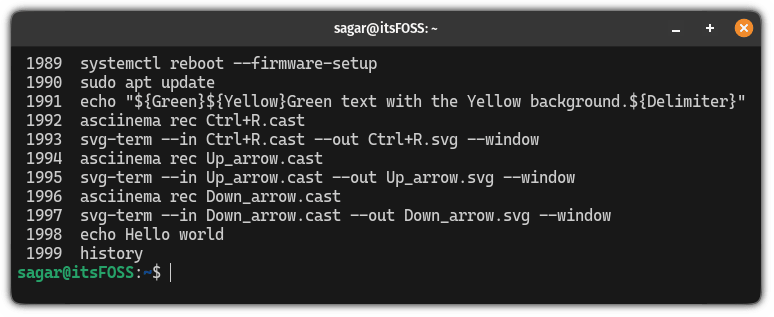 sagar@itsFOSS: ~
1989  systemctl reboot --firmware-setup
1990  sudo apt update
1991  echo "${Green}${Yellow}Green text with the Yellow background.${Delimiter}"
1992  asciinema rec Ctrl+R.cast
1993  svg-term --in Ctrl+R.cast --out Ctrl+R.svg --window
1994  asciinema rec Up_arrow.cast
1995  svg-term --in Up_arrow.cast --out Up_arrow.svg --window
1996  asciinema rec Down_arrow.cast
1997  svg-term --in Down_arrow.cast --out Down_arrow.svg --window
1998  echo Hello world
1999  history
sagar@itsFOSS:~$